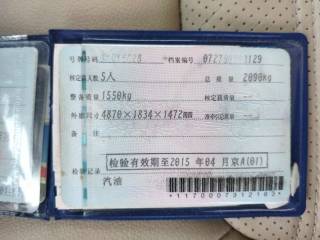 号牌号码 档案编号
核定载人数 5人 总质量 2090kg
整备质量 1550kg 核定载质量 --
外廓尺寸 4870×1834×1472mm 准牵引总质量 --
备注
检验有效期至2015年04月京A(01)
检验记录
汽油